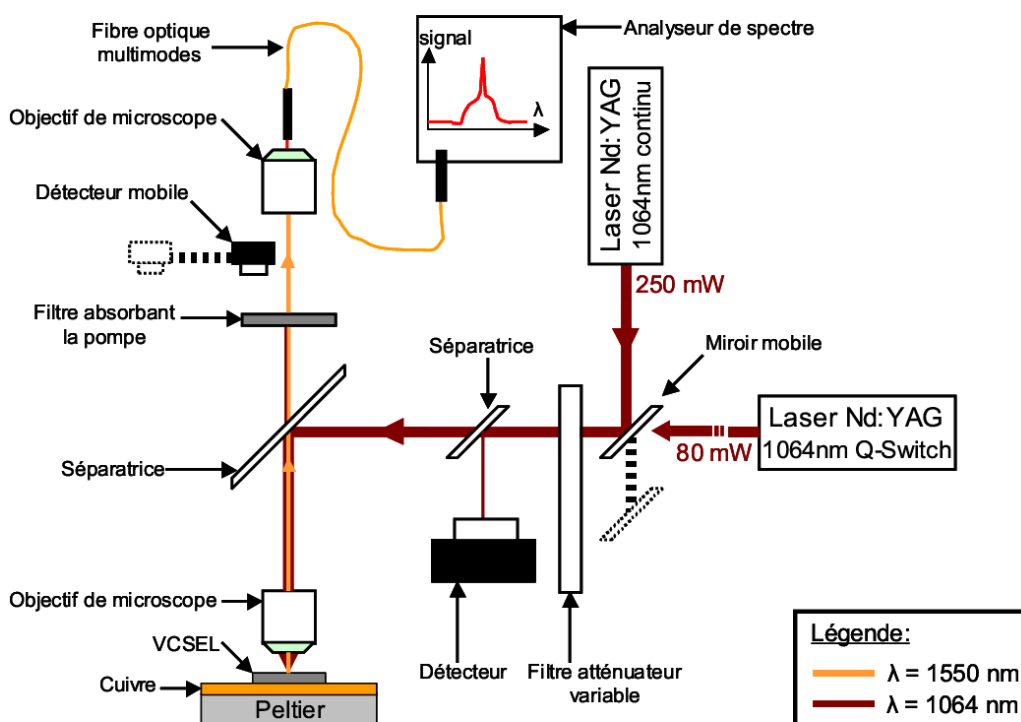 Fibre optique
multimodes
signal
λ
Analyseur de spectre
Objectif de microscope
Laser Nd:YAG
1064nm continu
Détecteur mobile
250 mW
Filtre absorbant
la pompe
Séparatrice
Miroir mobile
Laser Nd:YAG
1064nm Q-Switch
80 mW
Séparatrice
Objectif de microscope
VCSEL
Cuivre
Peltier
Détecteur
Filtre atténuateur
variable
Légende:
λ = 1550 nm
λ = 1064 nm